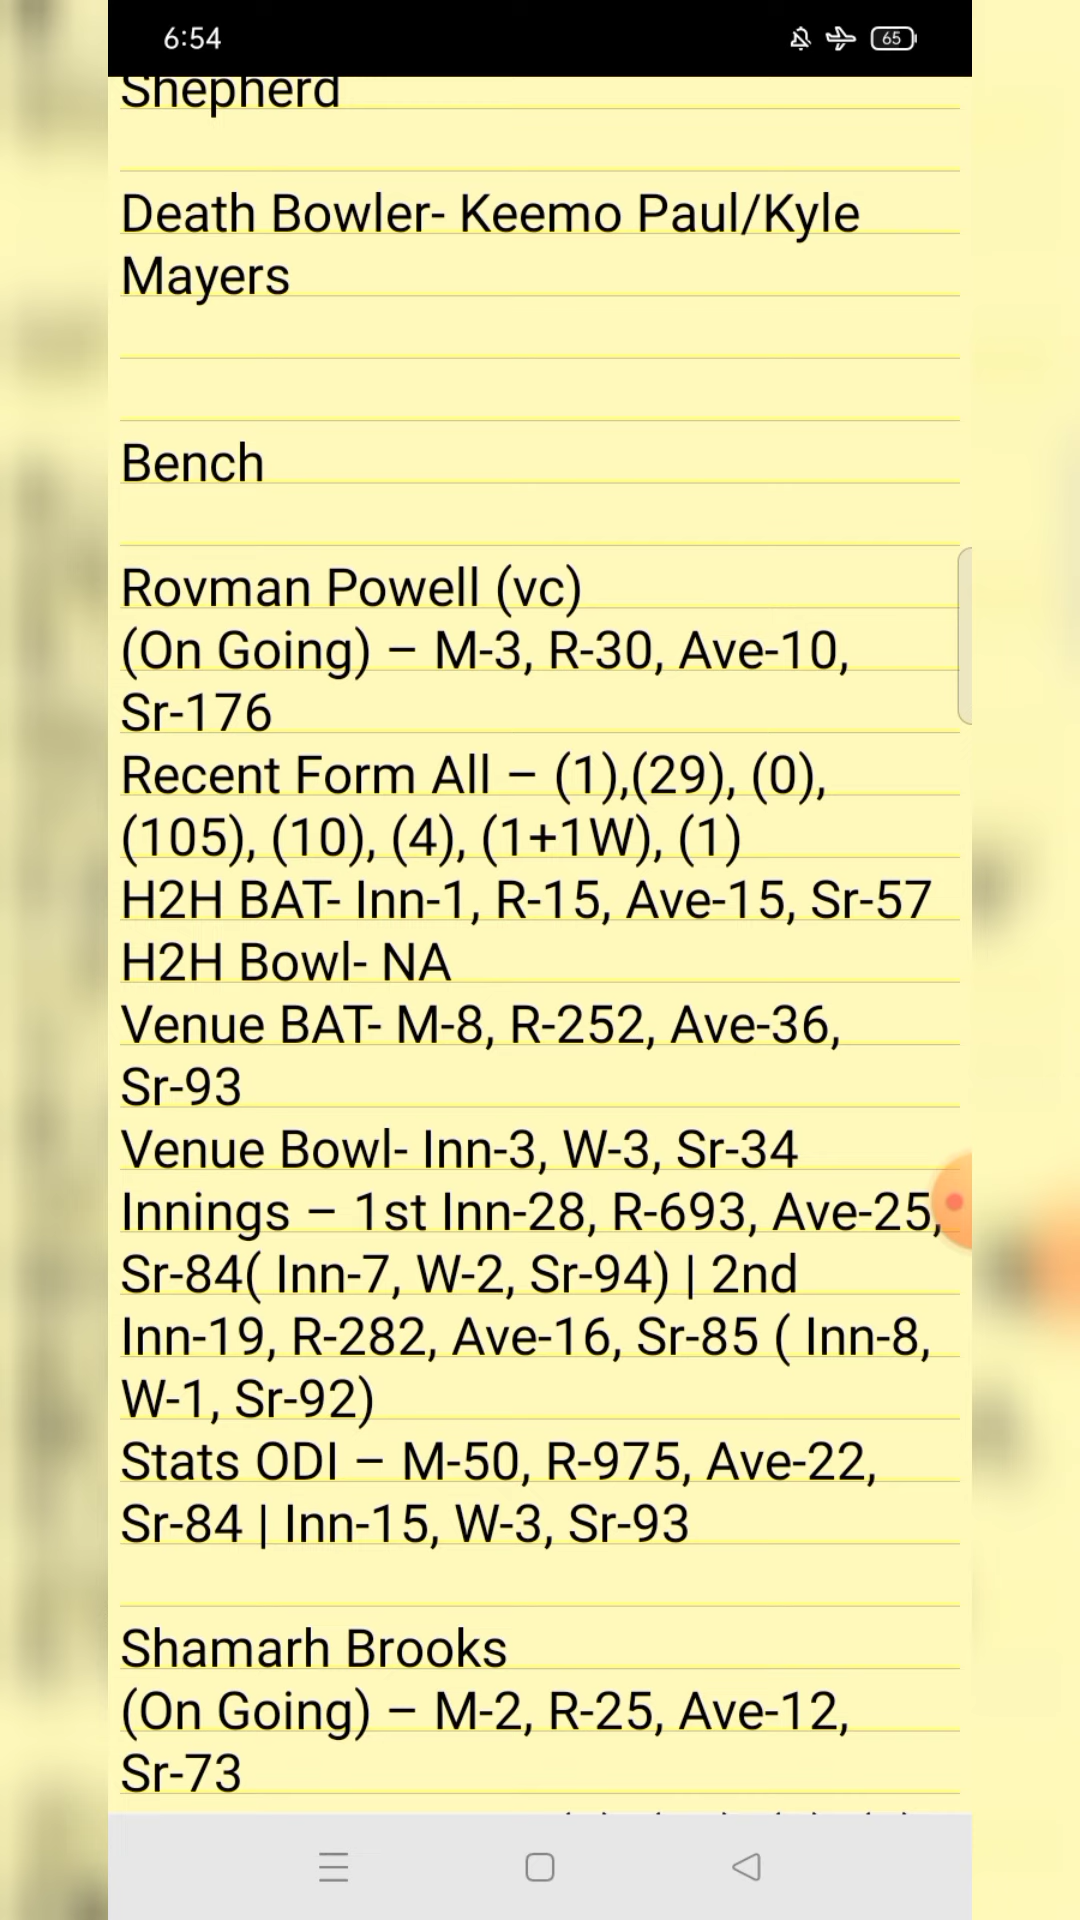 6:54
65
Shepherd
Death Bowler- Keemo Paul/Kyle
Mayers
Bench
Rovman Powell (vc)
(On Going) – M-3, R-30, Ave-10,
Sr-176
Recent Form All – (1),(29), (0),
(105), (10), (4), (1+1W), (1)
H2H BAT- Inn-1, R-15, Ave-15, Sr-57
H2H Bowl- NA
Venue BAT- M-8, R-252, Ave-36,
Sr-93
Venue Bowl- Inn-3, W-3, Sr-34
Innings – 1st Inn-28, R-693, Ave-25,
Sr-84( Inn-7, W-2, Sr-94) | 2nd
Inn-19, R-282, Ave-16, Sr-85 ( Inn-8,
W-1, Sr-92)
Stats ODI – M-50, R-975, Ave-22,
Sr-84 | Inn-15, W-3, Sr-93
Shamarh Brooks
(On Going) – M-2, R-25, Ave-12,
Sr-73